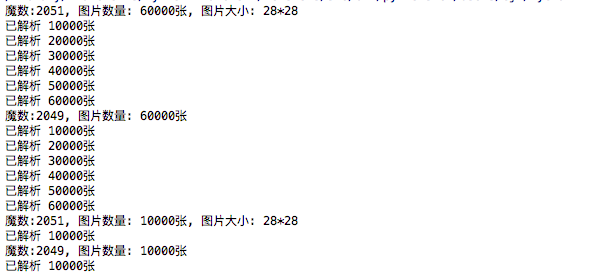 魔数:2051, 图片数量: 60000张, 图片大小: 28*28
已解析 10000张
已解析 20000张
已解析 30000张
已解析 40000张
已解析 50000张
已解析 60000张
魔数:2049, 图片数量: 60000张
已解析 10000张
已解析 20000张
已解析 30000张
已解析 40000张
已解析 50000张
已解析 60000张
魔数:2051, 图片数量: 10000张, 图片大小: 28*28
已解析 10000张
魔数:2049, 图片数量: 10000张
已解析 10000张